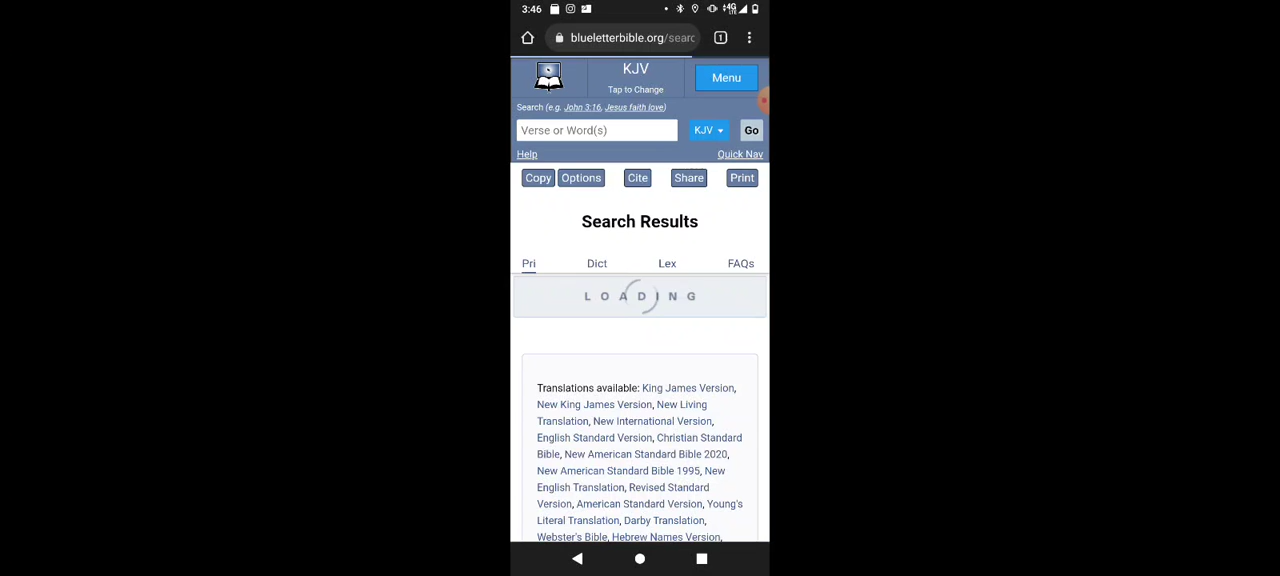 3:46 4G
blueletterbible.org/searc 1
KJV
Tap to Change
Menu
Search (e.g. John 3:16, Jesus faith love)
Verse or Word(s) KJV Go
Help Quick Nav
Copy Options Cite Share Print
Search Results
Pri Dict Lex FAQs
LOADING
Translations available: King James Version,
New King James Version, New Living
Translation, New International Version,
English Standard Version, Christian Standard
Bible, New American Standard Bible 2020,
New American Standard Bible 1995, New
English Translation, Revised Standard
Version, American Standard Version, Young's
Literal Translation, Darby Translation,
Webster's Bible, Hebrew Names Version,